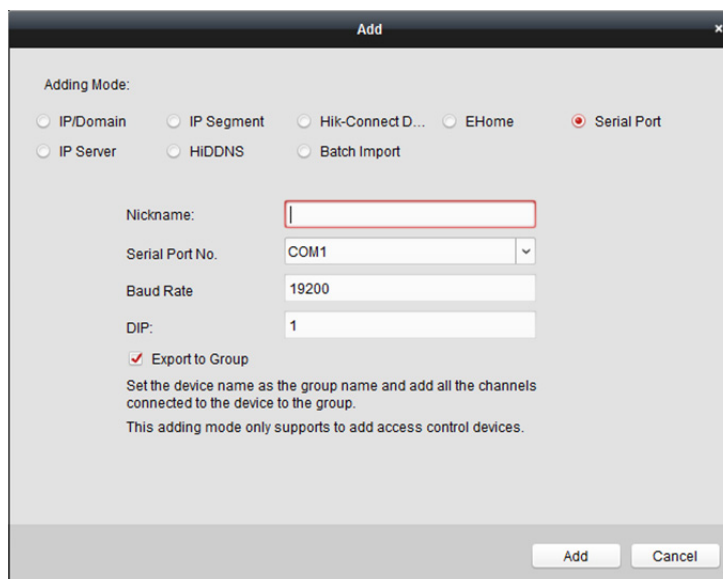 Add
×
Adding Mode:
IP/Domain IP Segment Hik-Connect D... EHome Serial Port
IP Server HiDDNS Batch Import
Nickname:
Serial Port No. COM1
Baud Rate 19200
DIP: 1
Export to Group
Set the device name as the group name and add all the channels
connected to the device to the group.
This adding mode only supports to add access control devices.
Add Cancel